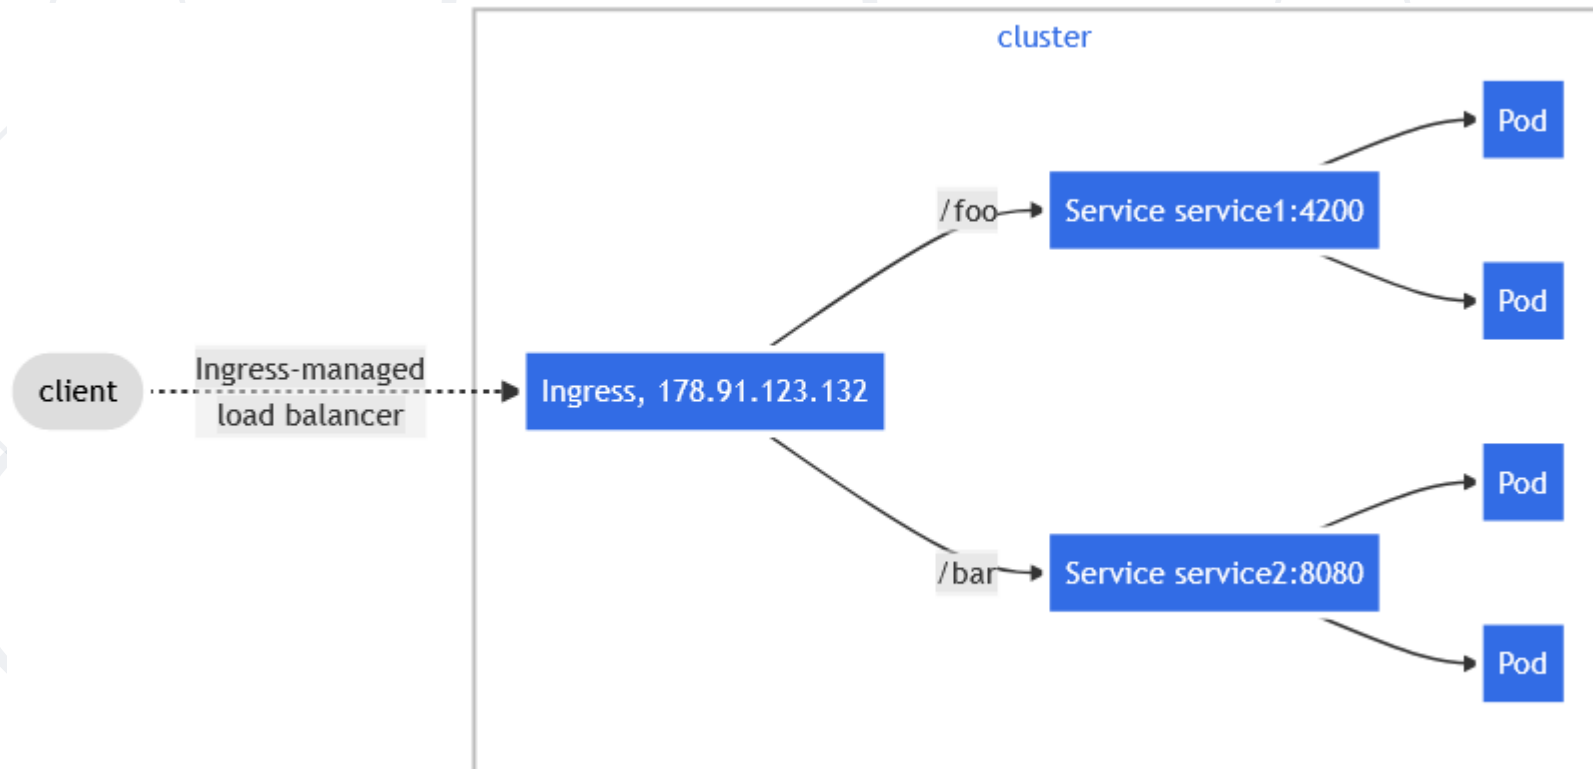 cluster
Pod
/foo
Service service1:4200
Pod
client
Ingress-managed
load balancer
Ingress, 178.91.123.132
Pod
/bar
Service service2:8080
Pod